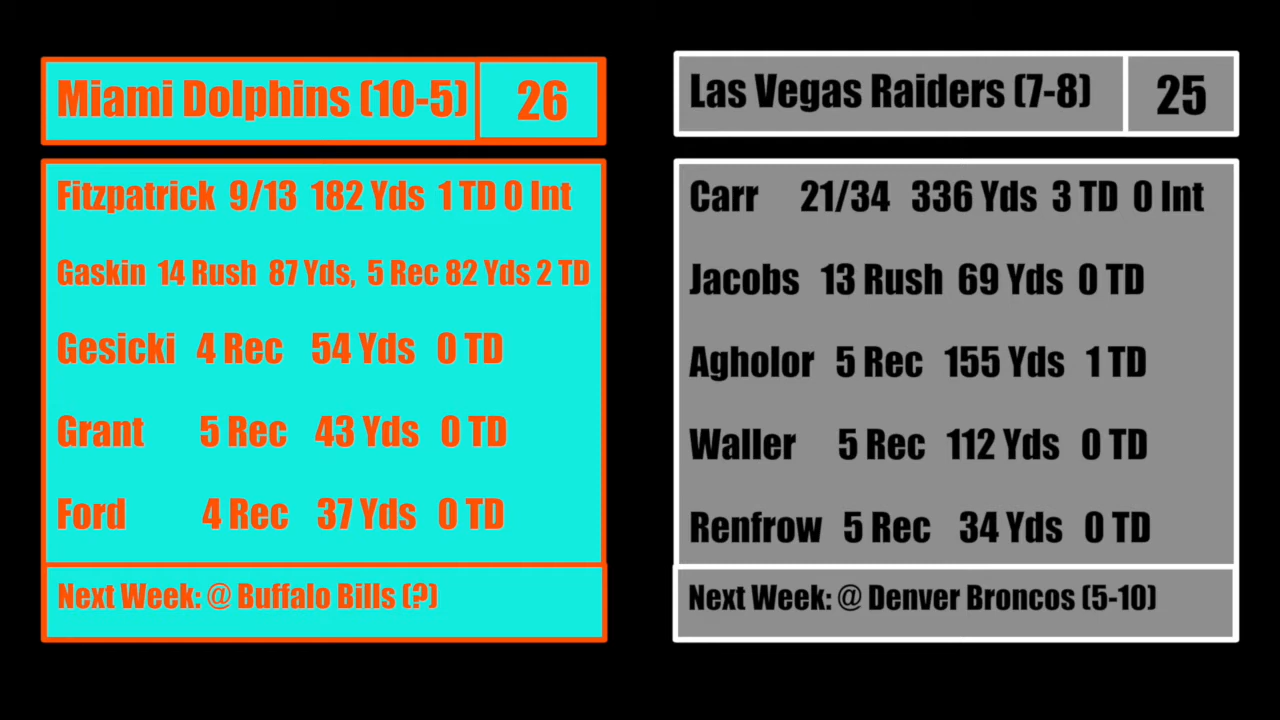 Miami Dolphins (10-5) 26
Fitzpatrick 9/13 182 Yds 1 TD 0 Int
Gaskin 14 Rush 87 Yds, 5 Rec 82 Yds 2 TD
Gesicki 4 Rec 54 Yds 0 TD
Grant 5 Rec 43 Yds 0 TD
Ford 4 Rec 37 Yds 0 TD
Next Week: @ Buffalo Bills (?)
Las Vegas Raiders (7-8) 25
Carr 21/34 336 Yds 3 TD 0 Int
Jacobs 13 Rush 69 Yds 0 TD
Agholor 5 Rec 155 Yds 1 TD
Waller 5 Rec 112 Yds 0 TD
Renfrow 5 Rec 34 Yds 0 TD
Next Week: @ Denver Broncos (5-10)